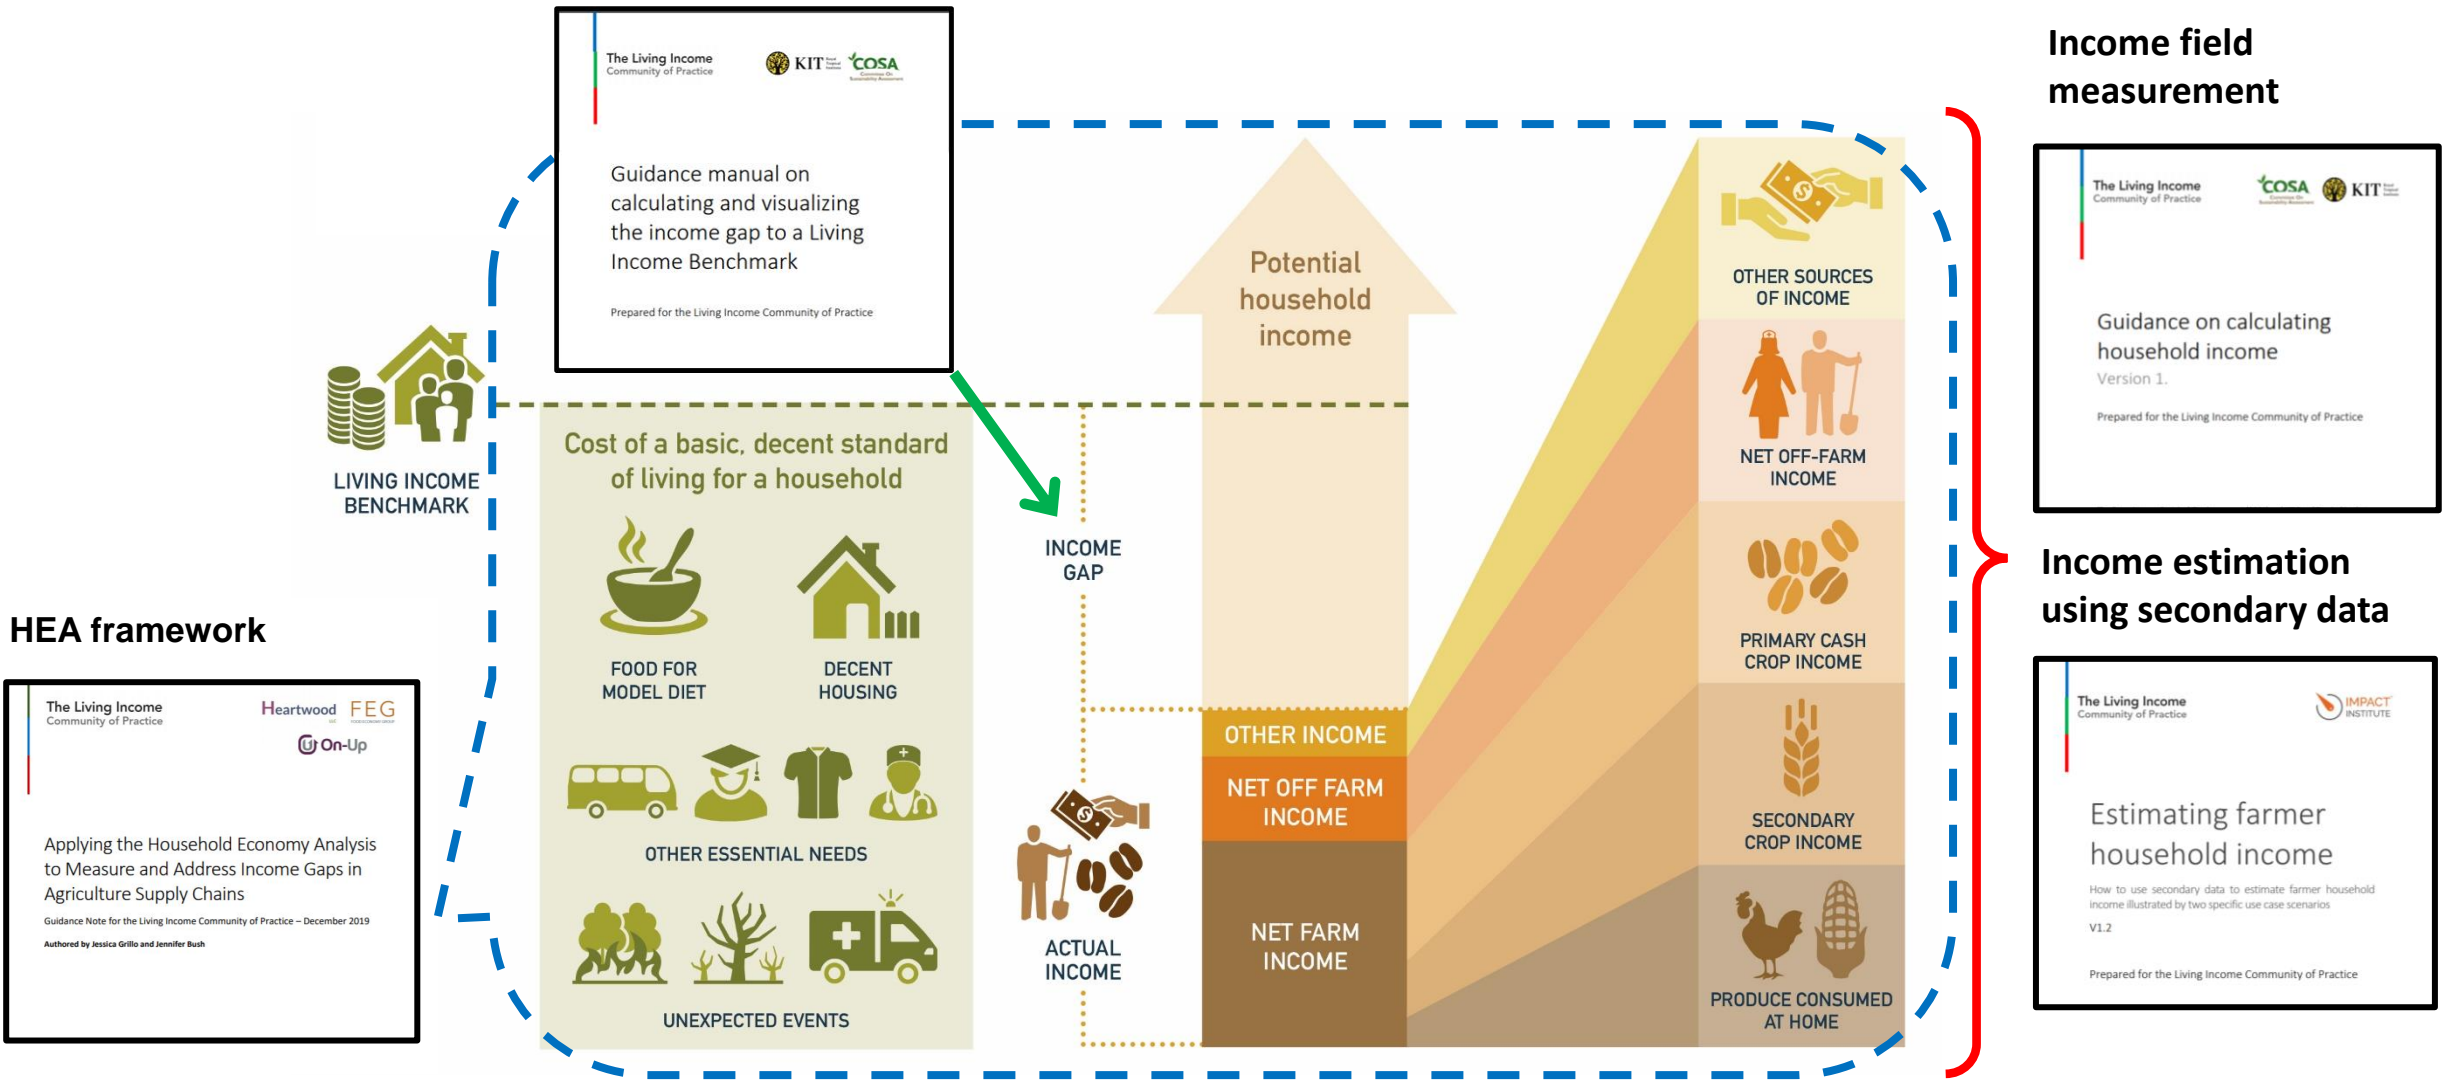 The Living Income
Community of Practice
KIT
COSA
Committee On
Sustainability Assessment
Guidance manual on
calculating and visualizing
the income gap to a Living
Income Benchmark
Prepared for the Living Income Community of Practice
LIVING INCOME
BENCHMARK
HEA framework
The Living Income
Community of Practice
Heartwood
LLC
FEG
On-Up
Applying the Household Economy Analysis
to Measure and Address Income Gaps in
Agriculture Supply Chains
Guidance Note for the Living Income Community of Practice – December 2019
Authored by Jessica Grillo and Jennifer Bush
Cost of a basic, decent standard
of living for a household
FOOD FOR
MODEL DIET
DECENT
HOUSING
OTHER ESSENTIAL NEEDS
UNEXPECTED EVENTS
INCOME
GAP
ACTUAL
INCOME
Potential
household
income
OTHER INCOME
NET OFF FARM
INCOME
NET FARM
INCOME
OTHER SOURCES
OF INCOME
NET OFF-FARM
INCOME
PRIMARY CASH
CROP INCOME
SECONDARY
CROP INCOME
PRODUCE CONSUMED
AT HOME
Income field
measurement
The Living Income
Community of Practice
COSA
Committee On
Sustainability Assessment
KIT
Guidance on calculating
household income
Version 1.
Prepared for the Living Income Community of Practice
Income estimation
using secondary data
The Living Income
Community of Practice
IMPACT
INSTITUTE
Estimating farmer
household income
How to use secondary data to estimate farmer household
income illustrated by two specific use case scenarios
V1.2
Prepared for the Living Income Community of Practice